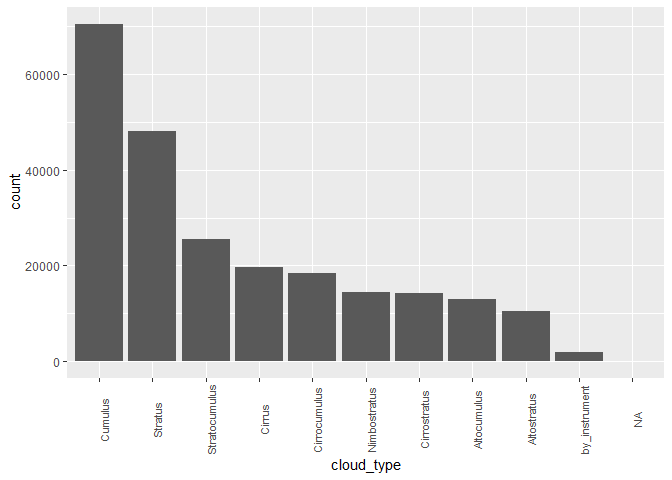 count
60000
40000
20000
0
Cumulus
Stratus
Stratocumulus
Cirrus
Cirrocumulus
Nimbostratus
Cirrostratus
Altocumulus
Altostratus
by_instrument
NA
cloud_type